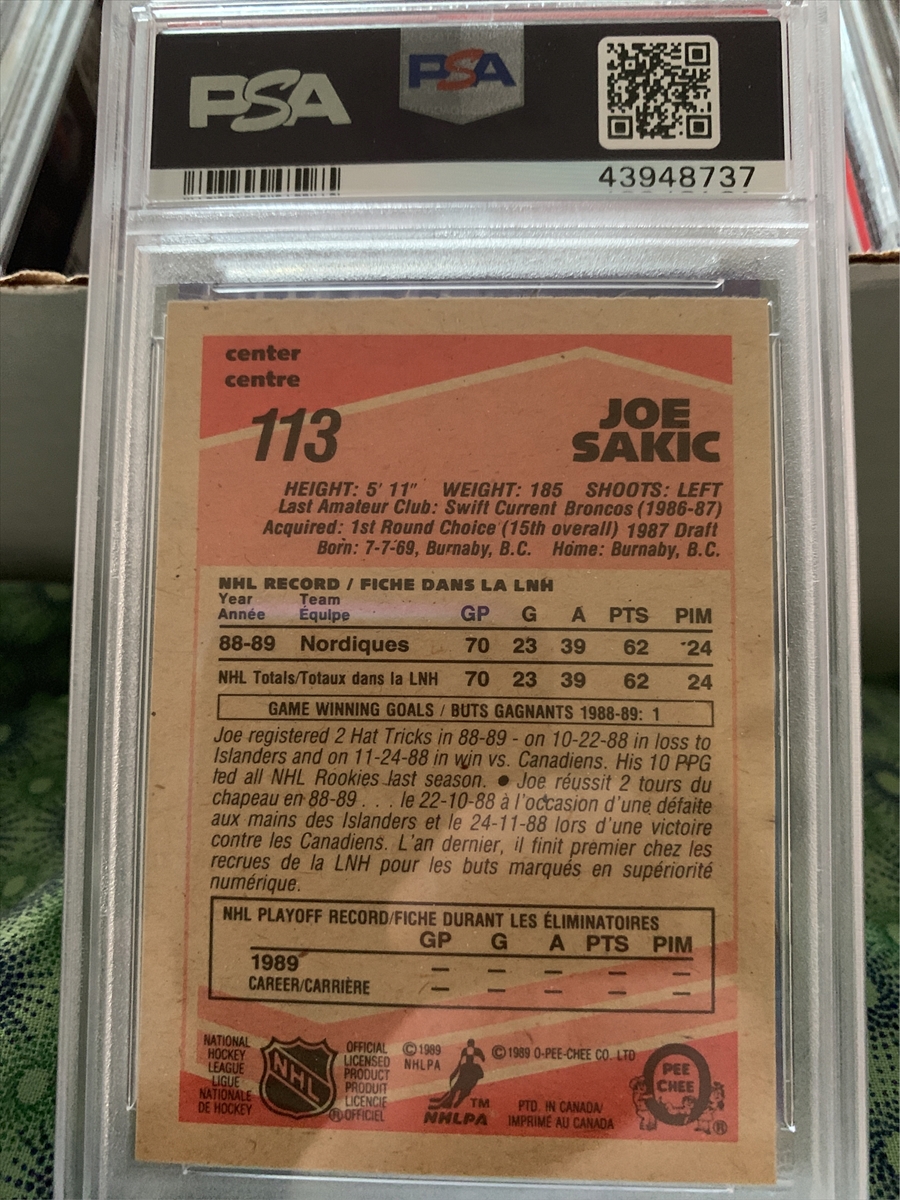 PSA PSA
43948737
center
centre
113 JOE
SAKIC
HEIGHT: 5' 11" WEIGHT: 185 SHOOTS: LEFT
Last Amateur Club: Swift Current Broncos (1986-87)
Acquired: 1st Round Choice (15th overall) 1987 Draft
Born: 7-7-69, Burnaby, B.C. Home: Burnaby, B.C.
NHL RECORD / FICHE DANS LA LNH
Year Team
Année Équipe GP G A PTS PIM
88-89 Nordiques 70 23 39 62 24
NHL Totals/Totaux dans la LNH 70 23 39 62 24
GAME WINNING GOALS / BUTS GAGNANTS 1988-89: 1
Joe registered 2 Hat Tricks in 88-89 - on 10-22-88 in loss to
Islanders and on 11-24-88 in win vs. Canadiens. His 10 PPG
led all NHL Rookies last season. ● Joe réussit 2 tours du
chapeau en 88-89 . . . le 22-10-88 à l'occasion d'une défaite
aux mains des Islanders et le 24-11-88 lors d'une victoire
contre les Canadiens. L'an dernier, il finit premier chez les
recrues de la LNH pour les buts marqués en supériorité
numérique.
NHL PLAYOFF RECORD/FICHE DURANT LES ÉLIMINATOIRES
GP G A PTS PIM
1989 — — — — —
CAREER/CARRIÈRE — — — — —
NATIONAL
HOCKEY
LEAGUE
LIGUE
NATIONALE
DE HOCKEY
NHL
OFFICIAL
LICENSED
PRODUCT
PRODUIT
LICENCIÉ
® OFFICIEL
© 1989
NHLPA
TM
NHLPA
© 1989 O-PEE-CHEE CO. LTD
PTD. IN CANADA/
IMPRIMÉ AU CANADA
O PEE
CHEE
®